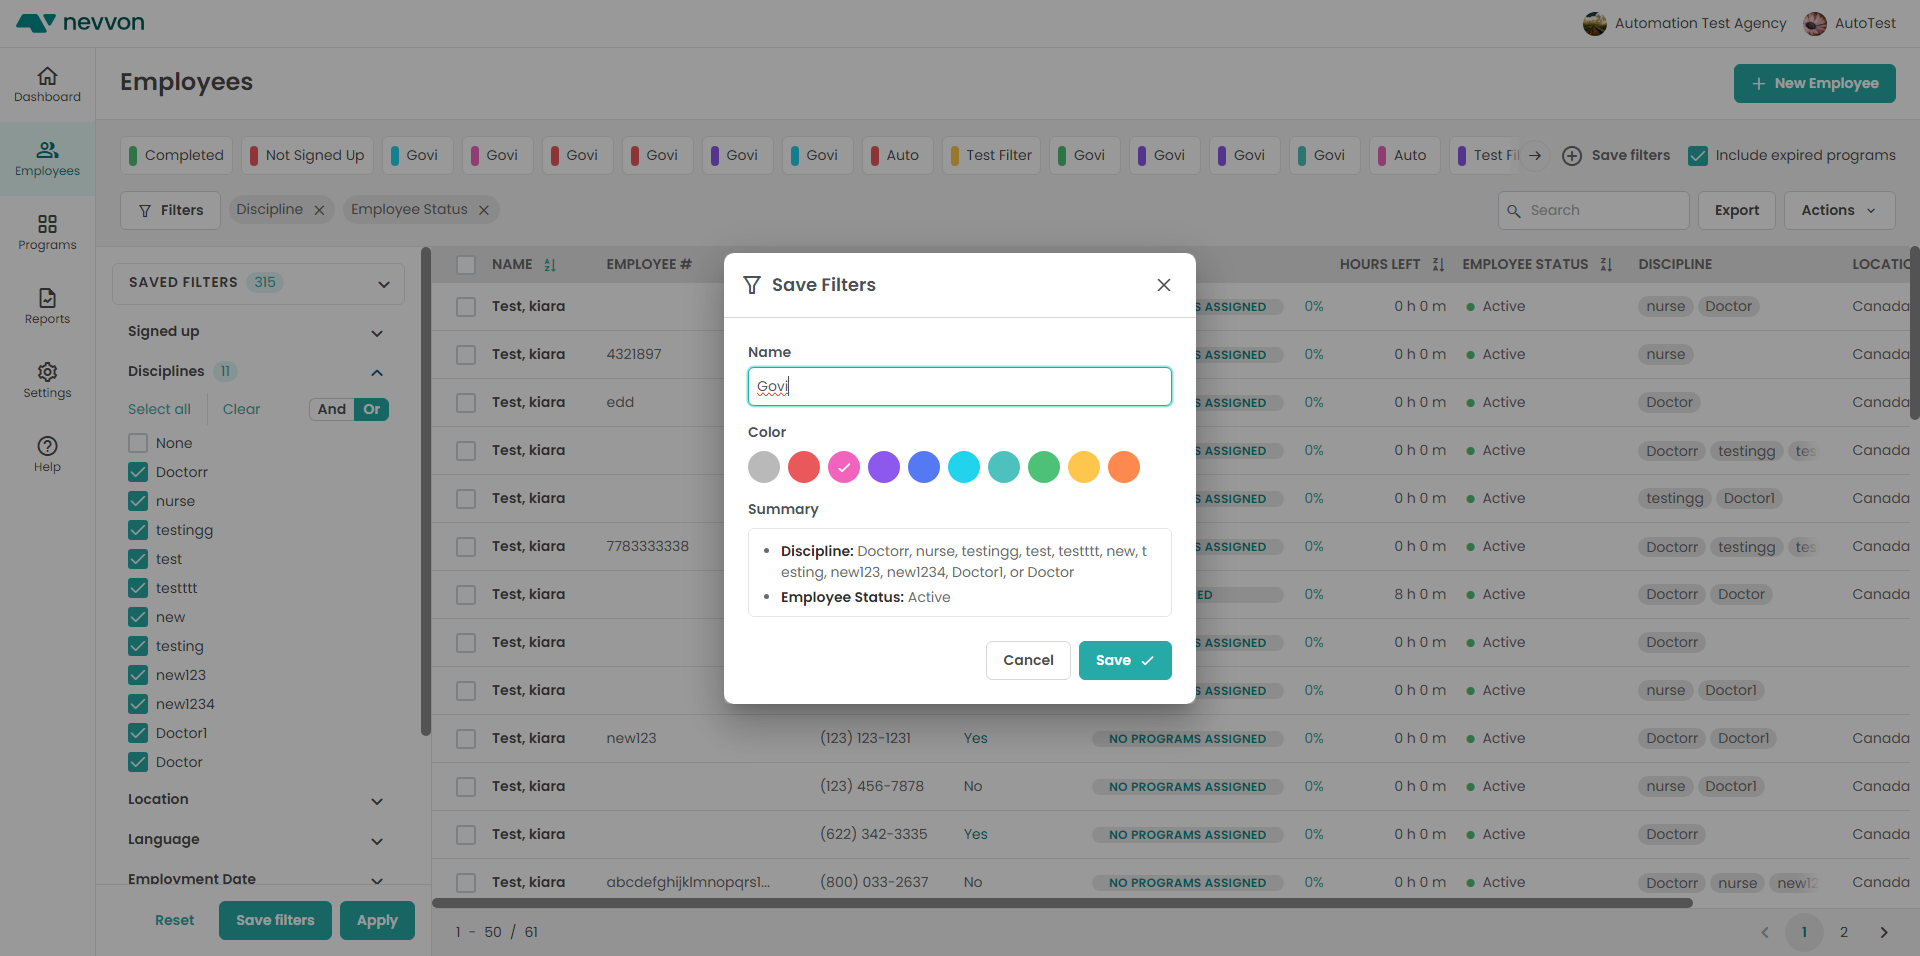 nevvon
Automation Test Agency
AutoTest
Dashboard
Employees
Programs
Reports
Settings
Help
Employees
New Employee
Completed
Not Signed Up
Govi
Govi
Govi
Govi
Govi
Govi
Auto
Test Filter
Govi
Govi
Govi
Govi
Auto
Test Fil
Save filters
Include expired programs
Filters
Discipline
Employee Status
Search
Export
Actions
SAVED FILTERS 315
Signed up
Disciplines 11
Select all
Clear
And Or
None
Doctorr
nurse
testingg
test
testttt
new
testing
new123
new1234
Doctor1
Doctor
Location
Language
Employment Date
Reset
Save filters
Apply
NAME EMPLOYEE # HOURS LEFT EMPLOYEE STATUS DISCIPLINE LOCATIO
Test, kiara S ASSIGNED 0% 0 h 0 m Active nurse Doctor Canada
Test, kiara 4321897 S ASSIGNED 0% 0 h 0 m Active nurse Canada
Test, kiara edd S ASSIGNED 0% 0 h 0 m Active Doctor Canada
Test, kiara S ASSIGNED 0% 0 h 0 m Active Doctorr testingg tes Canada
Test, kiara S ASSIGNED 0% 0 h 0 m Active testingg Doctor1 Canada
Test, kiara 7783333338 S ASSIGNED 0% 0 h 0 m Active Doctorr testingg tes Canada
Test, kiara ED 0% 8 h 0 m Active Doctorr Doctor Canada
Test, kiara S ASSIGNED 0% 0 h 0 m Active Doctorr Canada
Test, kiara S ASSIGNED 0% 0 h 0 m Active nurse Doctor1 Canada
Test, kiara new123 (123) 123-1231 Yes NO PROGRAMS ASSIGNED 0% 0 h 0 m Active Doctorr Doctor1 Canada
Test, kiara (123) 456-7878 No NO PROGRAMS ASSIGNED 0% 0 h 0 m Active nurse Doctor1 Canada
Test, kiara (622) 342-3335 Yes NO PROGRAMS ASSIGNED 0% 0 h 0 m Active Doctorr Canada
Test, kiara abcdefghijklmnopqrs1... (800) 033-2637 No NO PROGRAMS ASSIGNED 0% 0 h 0 m Active Doctorr nurse new12 Canada
1 - 50 / 61
1
2
Save Filters
Name
Govi
Color
Summary
Discipline: Doctorr, nurse, testingg, test, testttt, new, t
esting, new123, new1234, Doctor1, or Doctor
Employee Status: Active
Cancel
Save